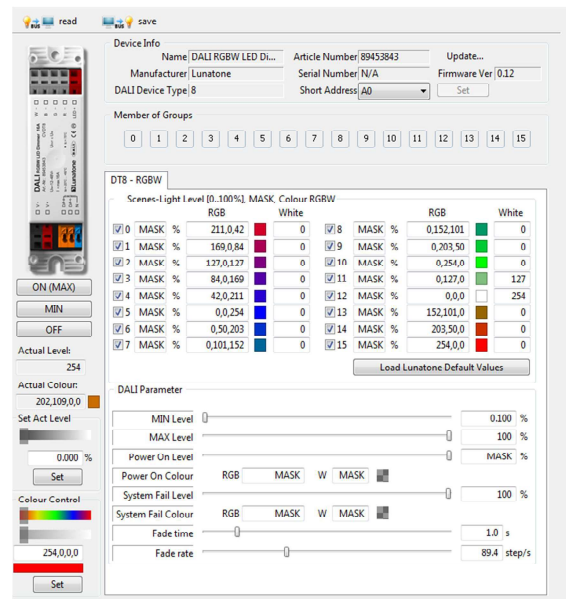 read save
Device Info
Name DALI RGBW LED Di... Article Number 89453843 Update...
Manufacturer Lunatone Serial Number N/A Firmware Ver 0.12
DALI Device Type 8 Short Address A0 Set
Member of Groups
0 1 2 3 4 5 6 7 8 9 10 11 12 13 14 15
DT8 - RGBW
Scenes-Light Level [0..100%], MASK, Colour RGBW
RGB White RGB White
0 MASK % 211,0,42 0 8 MASK % 0,152,101 0
1 MASK % 169,0,84 0 9 MASK % 0,203,50 0
2 MASK % 127,0,127 0 10 MASK % 0,254,0 0
3 MASK % 84,0,169 0 11 MASK % 0,127,0 127
4 MASK % 42,0,211 0 12 MASK % 0,0,0 254
5 MASK % 0,0,254 0 13 MASK % 152,101,0 0
6 MASK % 0,50,203 0 14 MASK % 203,50,0 0
7 MASK % 0,101,152 0 15 MASK % 254,0,0 0
Load Lunatone Default Values
DALI Parameter
MIN Level 0.100 %
MAX Level 100 %
Power On Level MASK %
Power On Colour RGB MASK W MASK
System Fail Level 100 %
System Fail Colour RGB MASK W MASK
Fade time 1.0 s
Fade rate 89.4 step/s
DALI
Lunatone
ON (MAX)
MIN
OFF
Actual Level:
254
Actual Colour:
202,109,0,0
Set Act Level
0.000 %
Set
Colour Control
254,0,0,0
Set